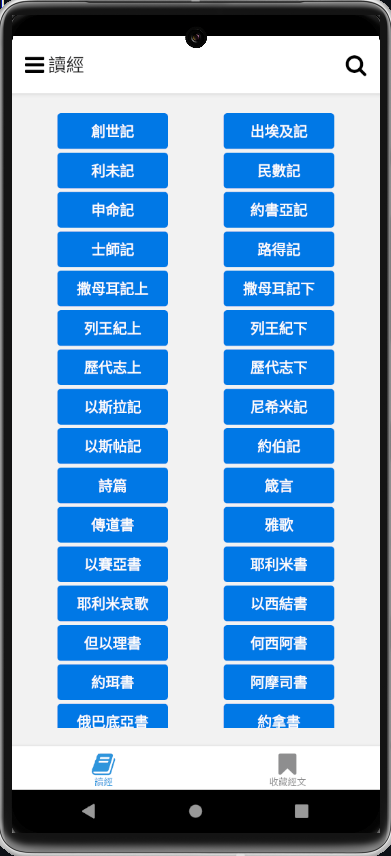 讀經
創世記 出埃及記
利未記 民數記
申命記 約書亞記
士師記 路得記
撒母耳記上 撒母耳記下
列王紀上 列王紀下
歷代志上 歷代志下
以斯拉記 尼希米記
以斯帖記 約伯記
詩篇 箴言
傳道書 雅歌
以賽亞書 耶利米書
耶利米哀歌 以西結書
但以理書 何西阿書
約珥書 阿摩司書
俄巴底亞書 約拿書
讀經 收藏經文